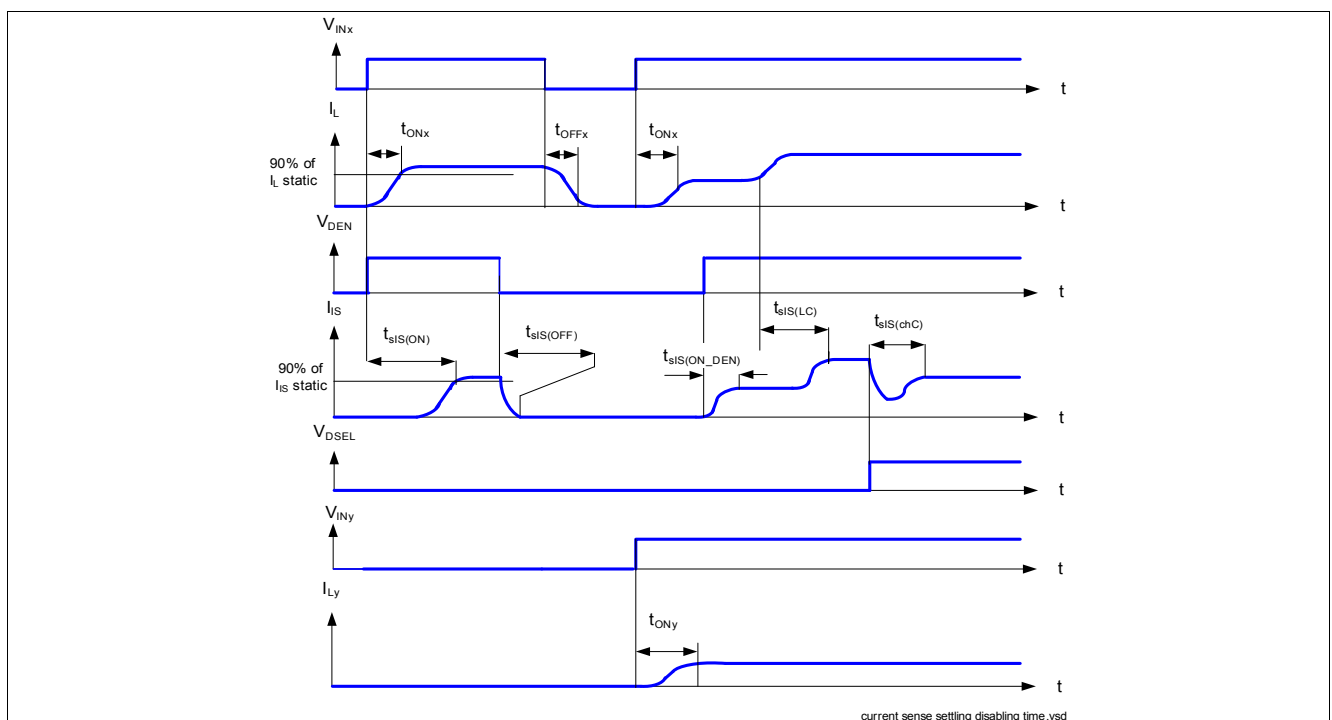 VINx
t
IL
tONx
tOFFx
tONx
90% of
IL static
t
VDEN
t
IIS
tsIS(ON)
tsIS(OFF)
tsIS(LC)
tsIS(chC)
tsIS(ON_DEN)
90% of
IIS static
t
VDSEL
t
VINy
t
ILy
tONy
t
current sense settling disabling time.vsd